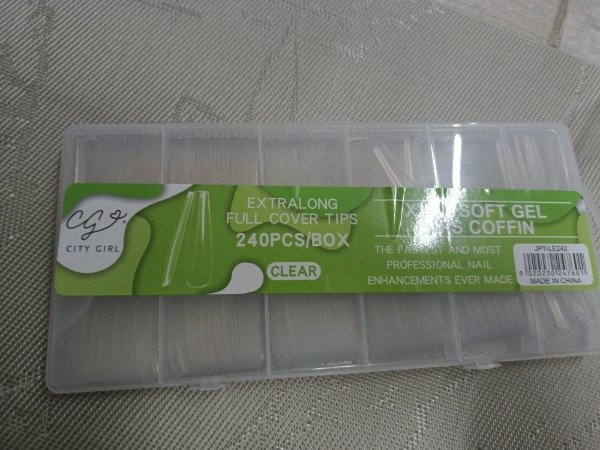 CG
CITY GIRL
EXTRALONG
FULL COVER TIPS
240PCS/BOX
CLEAR
SOFT GEL
COFFIN
THE FASTEST AND MOST
PROFESSIONAL NAIL
ENHANCEMENTS EVER MADE
JPT-LE242
MADE IN CHINA